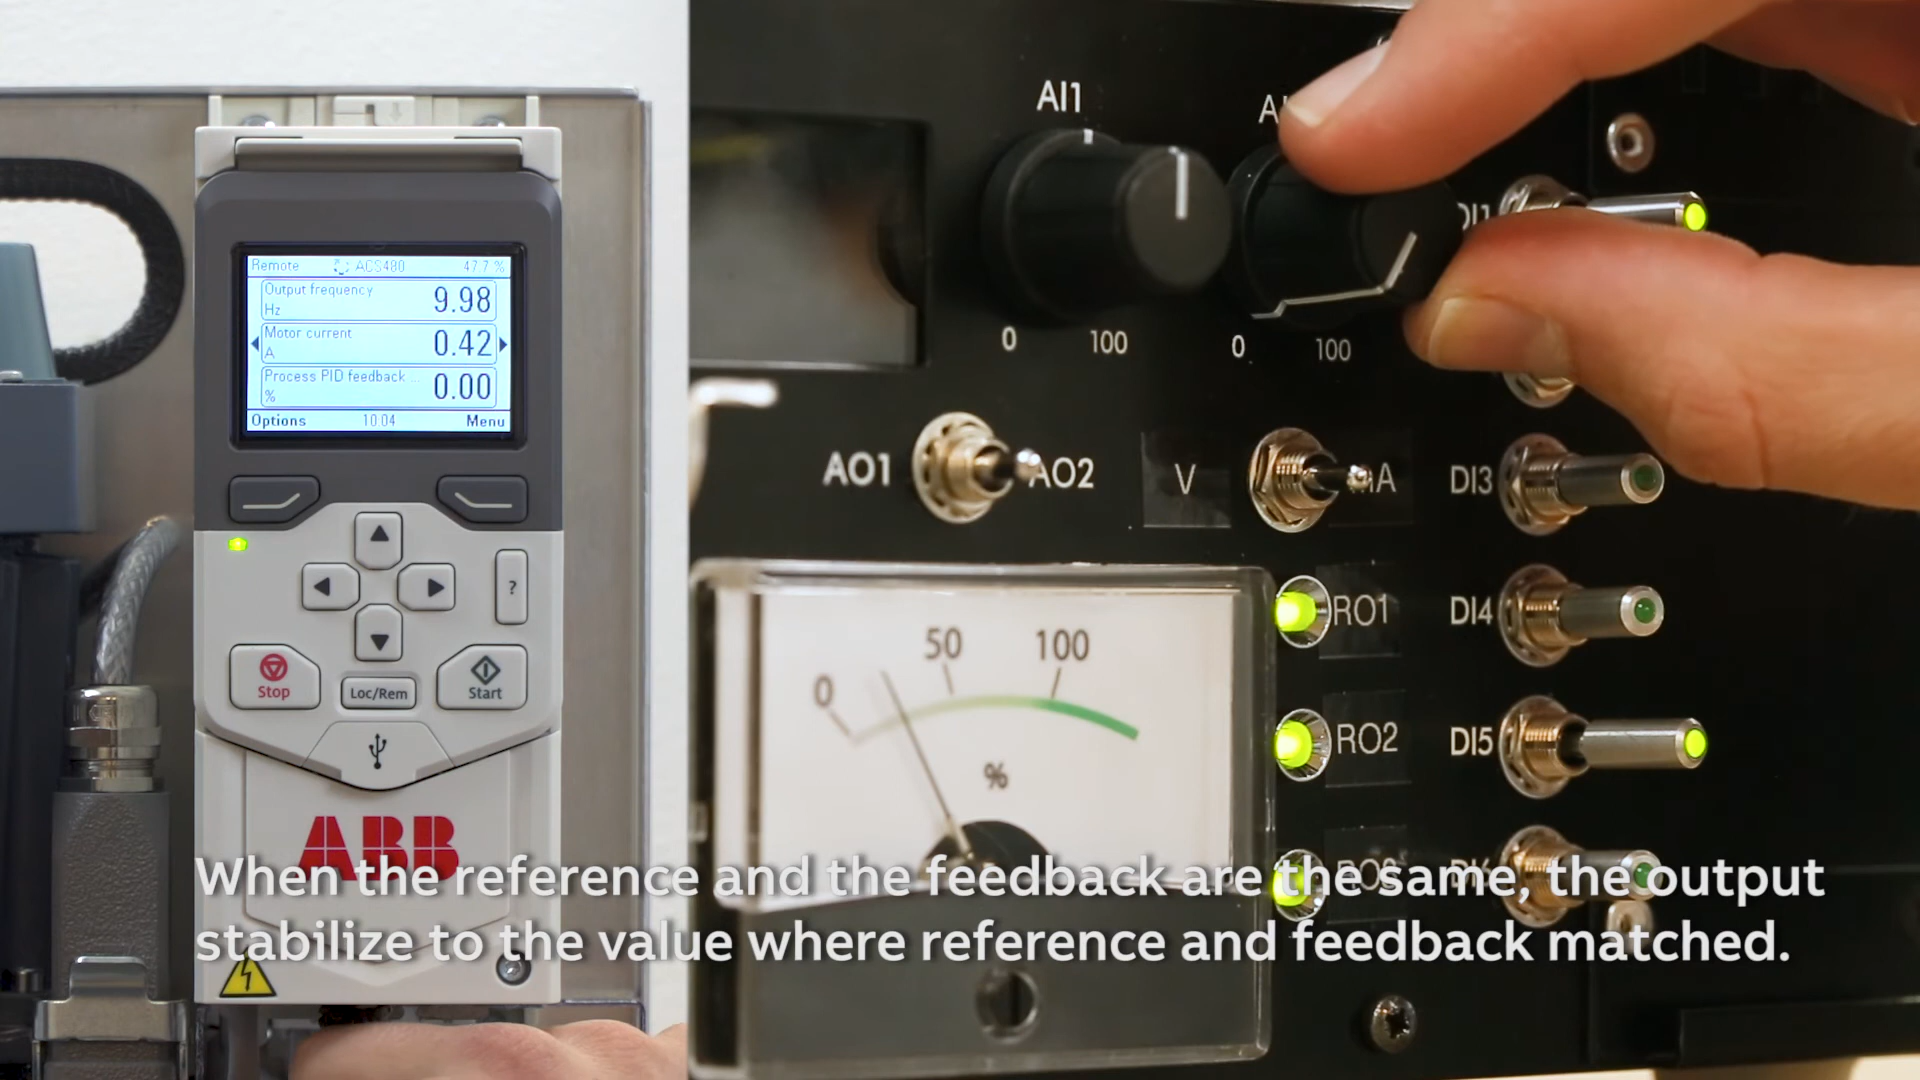 Remote ACS480 47.7 %
Output frequency
Hz
9.98
Motor current
A
0.42
Process PID feedback ...
%
0.00
Options 10:04 Menu
?
Stop
Loc/Rem
Start
ABB
AI1
0 100
0 100
DI1
AO1 AO2
V
DI3
RO1
DI4
0 50 100
%
RO2
DI5
When the reference and the feedback are the same, the output
stabilize to the value where reference and feedback matched.